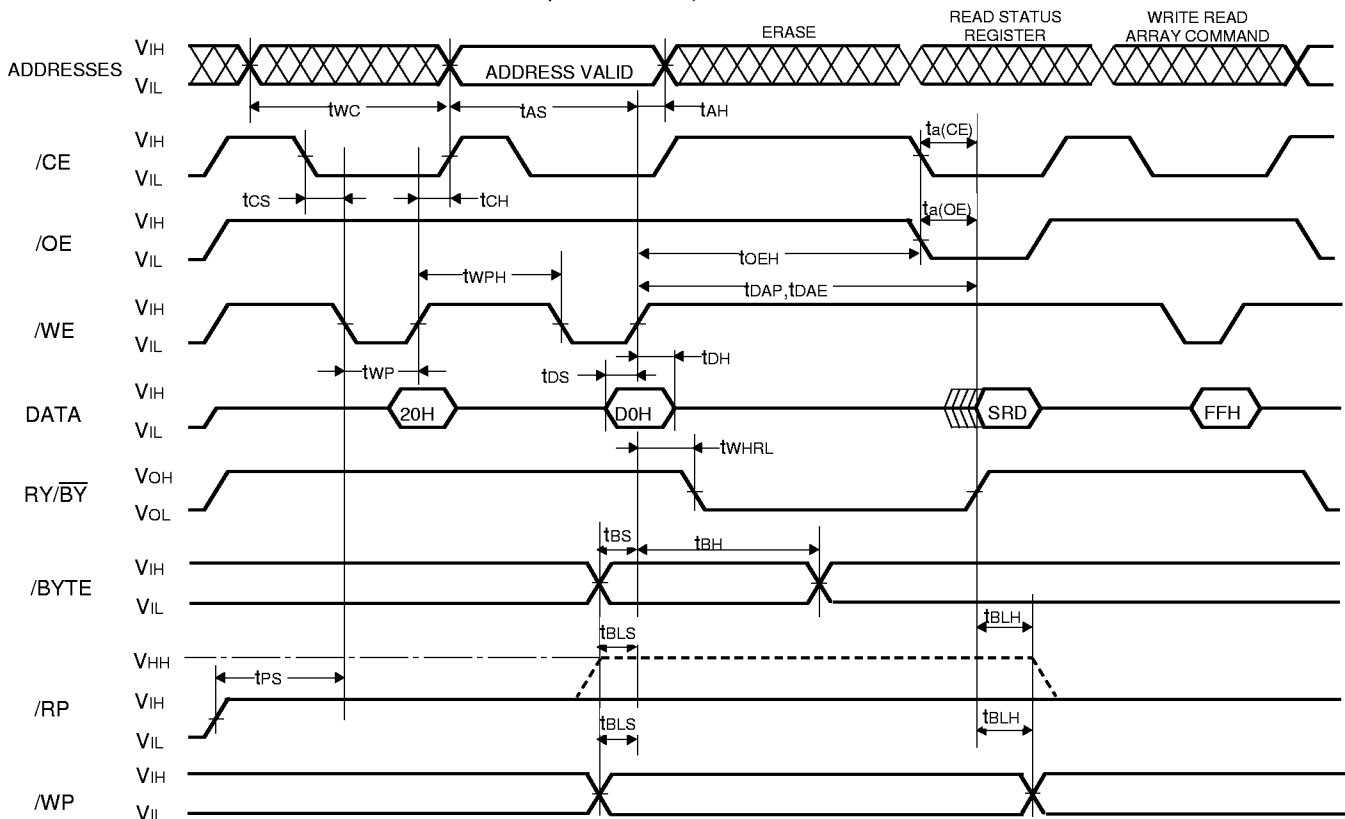 ERASE
READ STATUS REGISTER
WRITE READ ARRAY COMMAND
ADDRESSES
VIH
VIL
ADDRESS VALID
tWC
tAS
tAH
/CE
VIH
VIL
ta(CE)
tCS
tCH
/OE
VIH
VIL
ta(OE)
tOEH
tWPH
tDAP,tDAE
/WE
VIH
VIL
tWP
tDS
tDH
DATA
VIH
VIL
20H
D0H
SRD
FFH
tWHRL
RY/BY
VOH
VOL
tBS
tBH
/BYTE
VIH
VIL
tBLS
tBLH
VHH
tPS
/RP
VIH
VIL
tBLS
tBLH
/WP
VIH
VIL